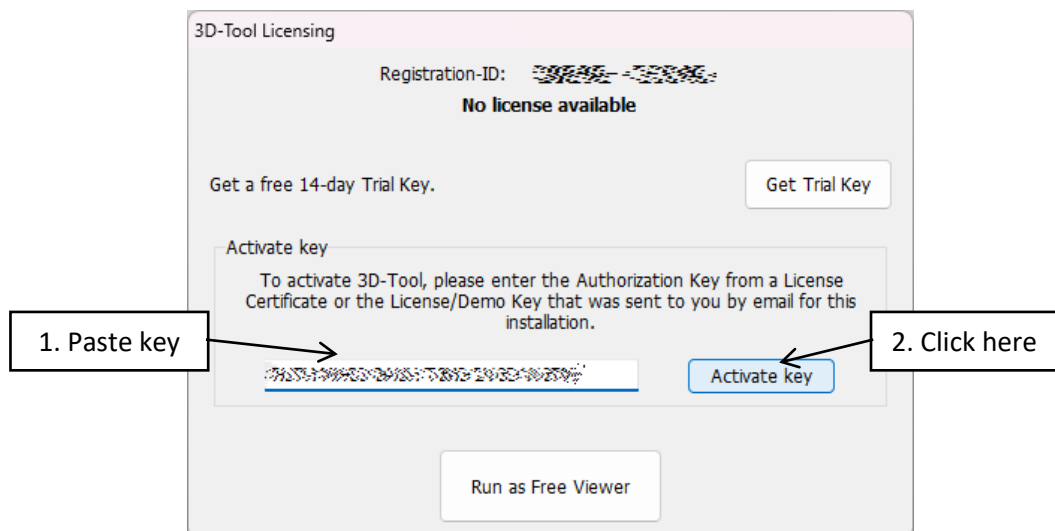 3D-Tool Licensing
Registration-ID:
No license available
Get a free 14-day Trial Key.
Get Trial Key
Activate key
To activate 3D-Tool, please enter the Authorization Key from a License
Certificate or the License/Demo Key that was sent to you by email for this
installation.
1. Paste key
2. Click here
Activate key
Run as Free Viewer